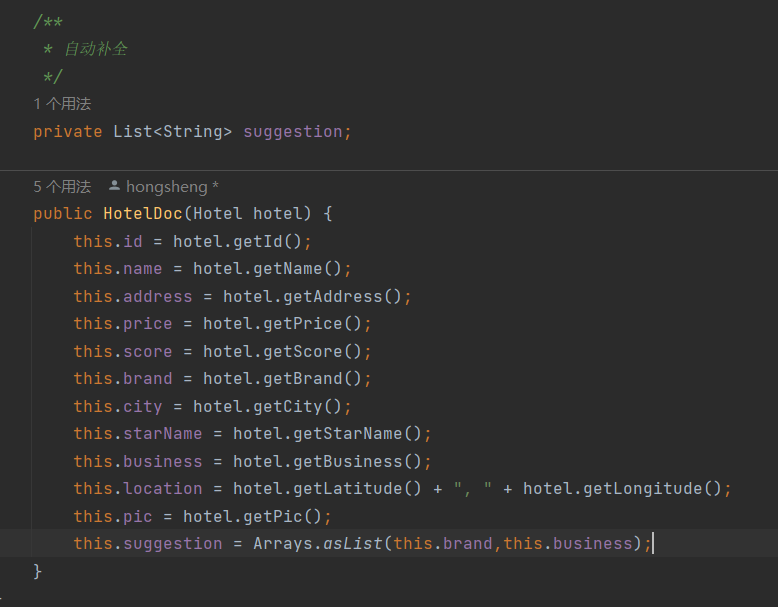 /**
 * 自动补全
 */
1 个用法
private List<String> suggestion;
5 个用法 hongsheng *
public HotelDoc(Hotel hotel) {
    this.id = hotel.getId();
    this.name = hotel.getName();
    this.address = hotel.getAddress();
    this.price = hotel.getPrice();
    this.score = hotel.getScore();
    this.brand = hotel.getBrand();
    this.city = hotel.getCity();
    this.starName = hotel.getStarName();
    this.business = hotel.getBusiness();
    this.location = hotel.getLatitude() + ", " + hotel.getLongitude();
    this.pic = hotel.getPic();
    this.suggestion = Arrays.asList(this.brand,this.business);
}